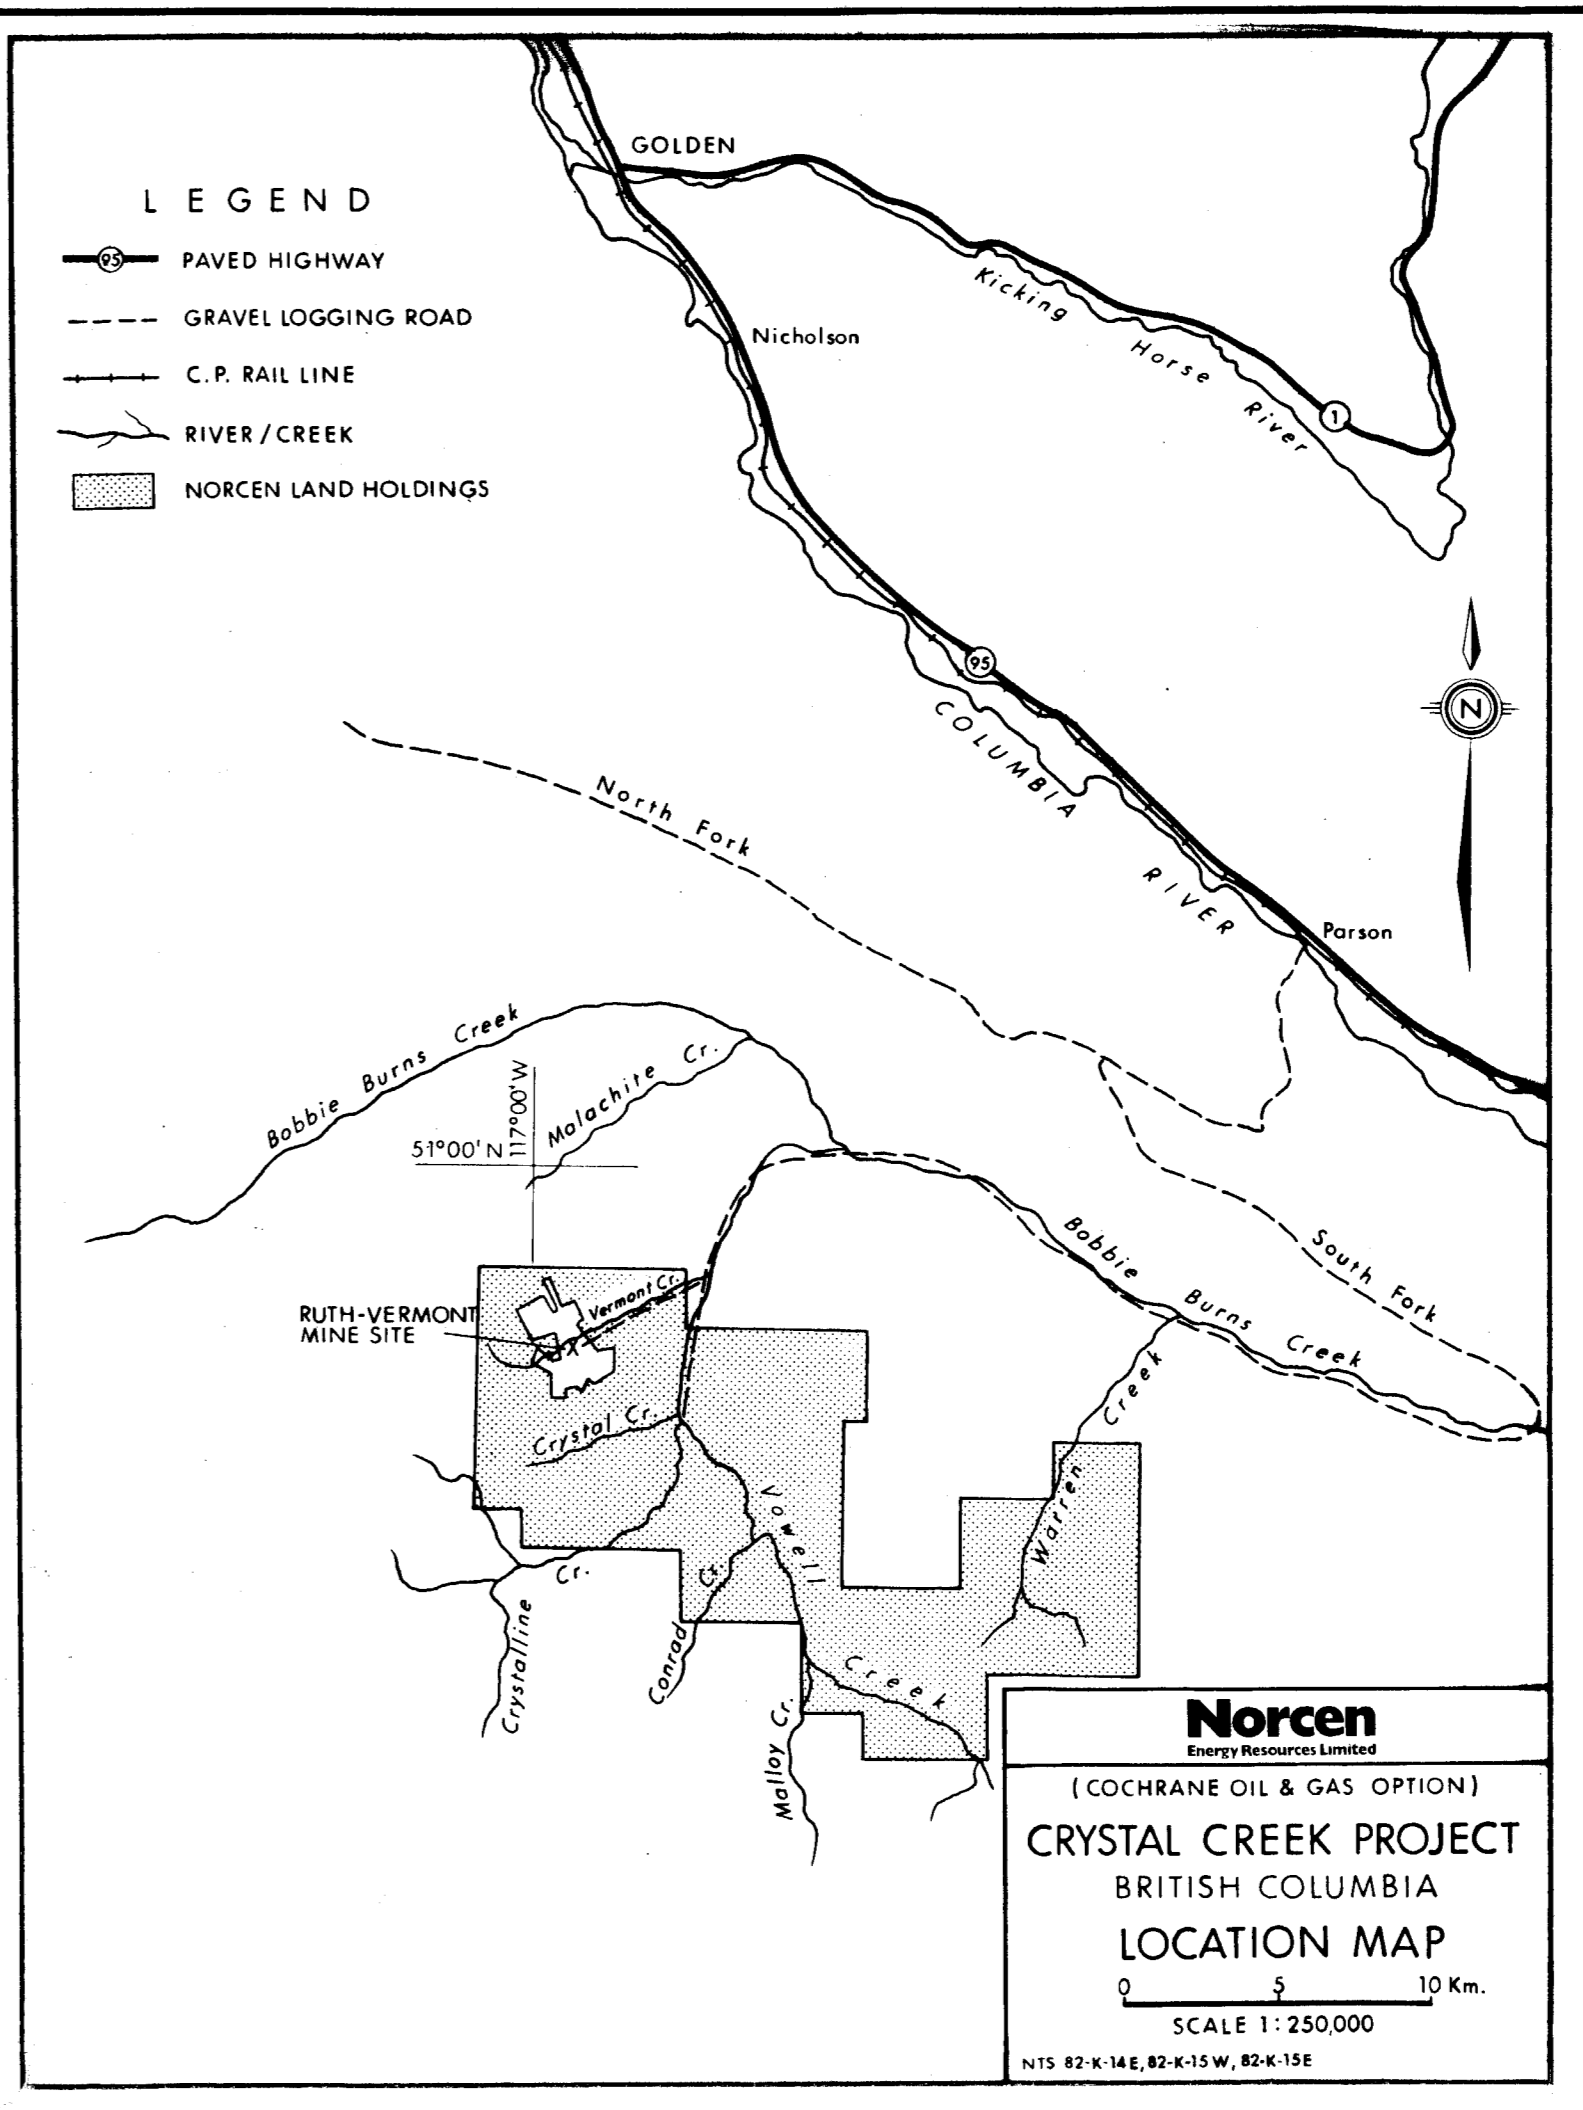 GOLDEN
LEGEND
95 PAVED HIGHWAY
GRAVEL LOGGING ROAD
C.P. RAIL LINE
RIVER/CREEK
NORCEN LAND HOLDINGS
Kicking Horse River
1
Nicholson
95
COLUMBIA RIVER
N
North Fork
Parson
Bobbie Burns Creek
Malachite Cr.
117°00'W
51°00'N
South Fork
Bobbie Burns Creek
Vermont Cr.
RUTH-VERMONT
MINE SITE
Crystal Cr.
Warren Creek
Vowell Creek
Crystalline Cr.
Conrad Cr.
Malloy Cr.
Norcen
Energy Resources Limited
(COCHRANE OIL & GAS OPTION)
CRYSTAL CREEK PROJECT
BRITISH COLUMBIA
LOCATION MAP
0 5 10 Km.
SCALE 1:250,000
NTS 82-K-14E, 82-K-15W, 82-K-15E